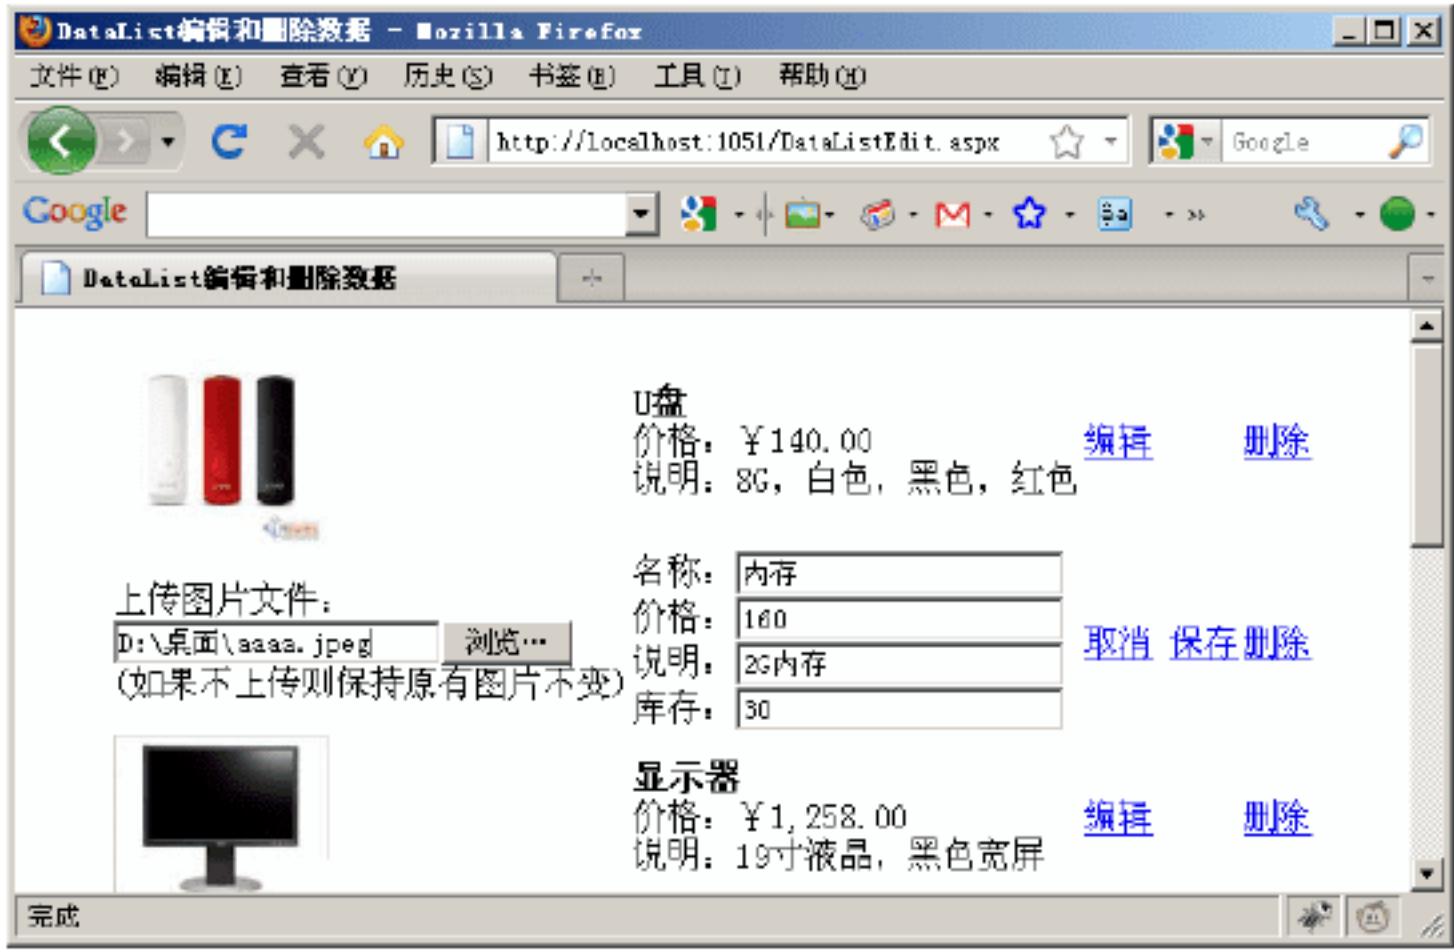 DataList编辑和删除数据 - Mozilla Firefox
文件(F) 编辑(E) 查看(V) 历史(S) 书签(B) 工具(T) 帮助(H)
http://localhost:1051/DataListEdit.aspx Google
Google
DataList编辑和删除数据
U盘
价格：￥140.00 编辑 删除
说明：8G，白色，黑色，红色
上传图片文件：
D:\桌面\aaaa.jpeg 浏览…
(如果不上传则保持原有图片不变)
名称：内存
价格：160
说明：2G内存
库存：30
取消 保存 删除
显示器
价格：￥1,258.00 编辑 删除
说明：19寸液晶，黑色宽屏
完成